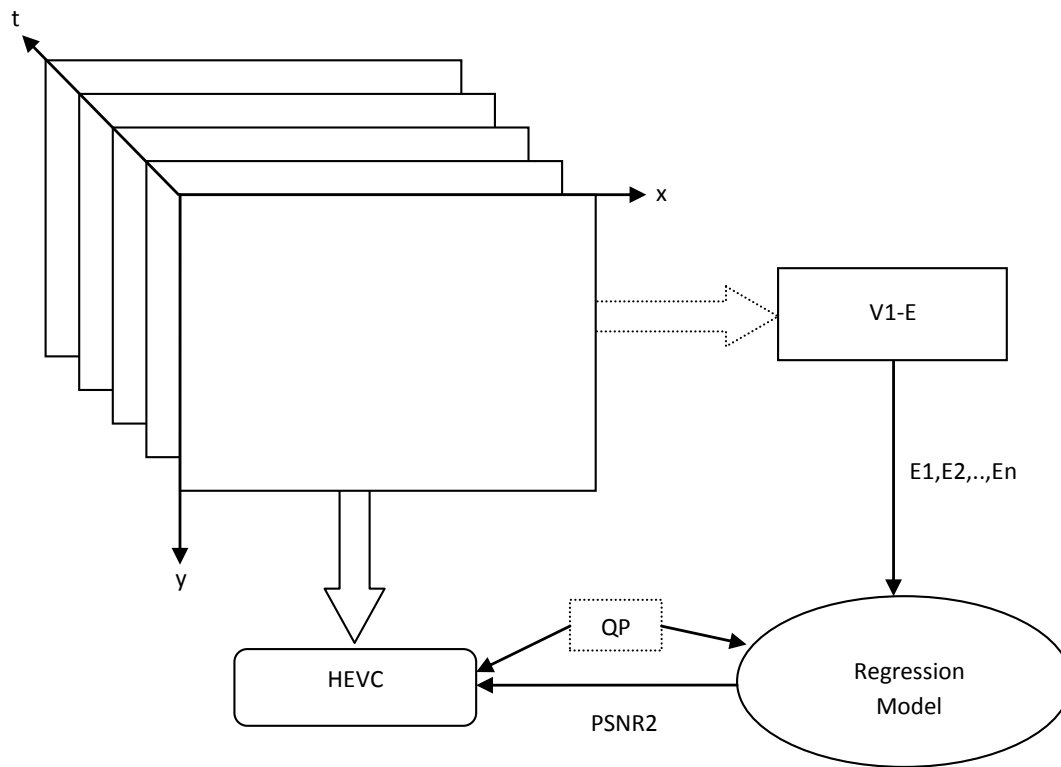 t
x
V1-E
E1,E2,..,En
y
QP
HEVC
Regression
Model
PSNR2